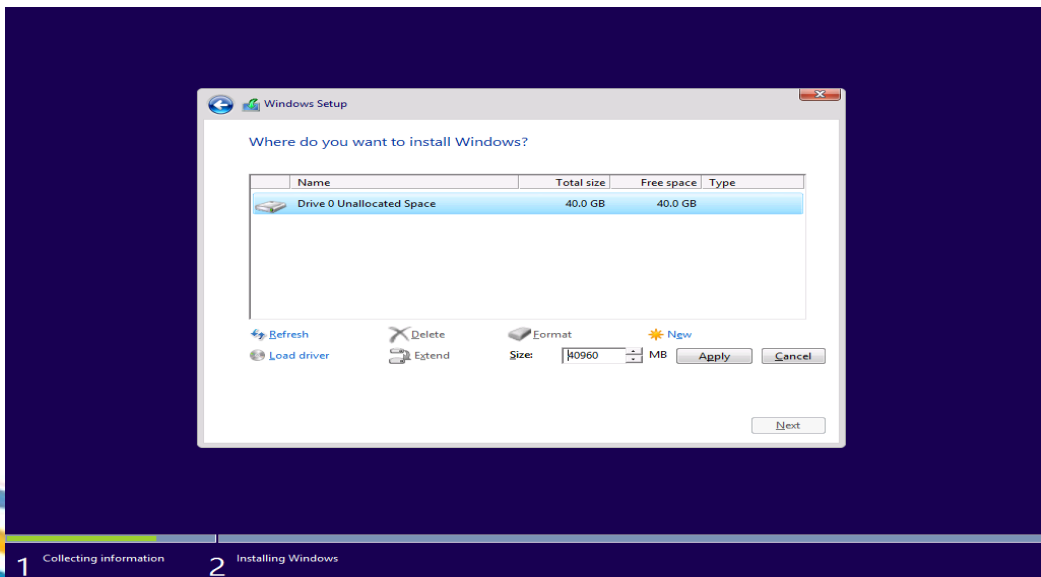 Windows Setup
Where do you want to install Windows?
Name Total size Free space Type
Drive 0 Unallocated Space 40.0 GB 40.0 GB
Refresh Delete Format New
Load driver Extend Size: 40960 MB Apply Cancel
Next
1 Collecting information 2 Installing Windows